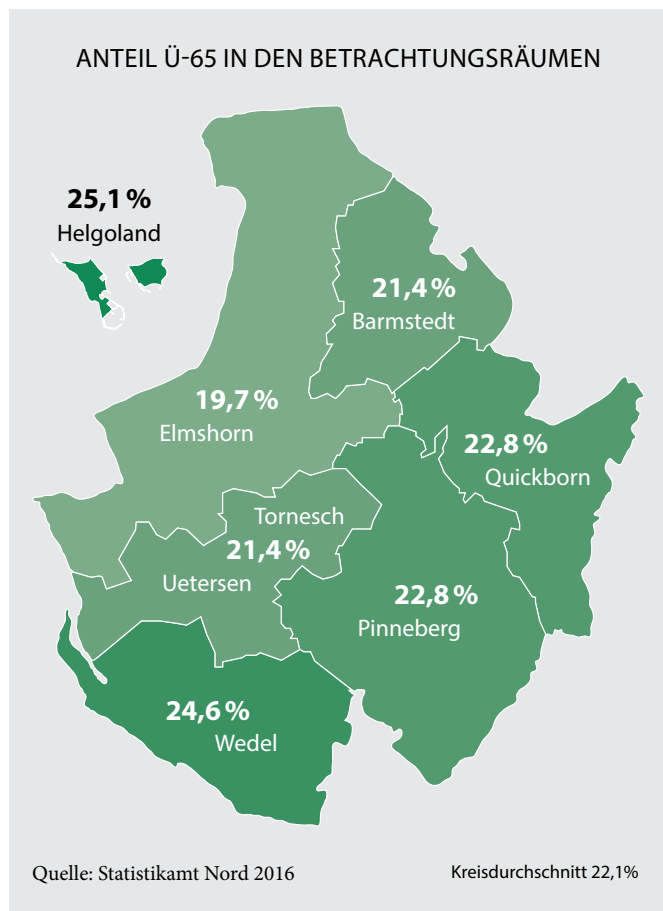 ANTEIL Ü-65 IN DEN BETRACHTUNGSRÄUMEN
25,1 %
Helgoland
21,4 %
Barmstedt
19,7 %
Elmshorn
22,8 %
Quickborn
Tornesch
21,4 %
Uetersen
22,8 %
Pinneberg
24,6 %
Wedel
Quelle: Statistikamt Nord 2016
Kreisdurchschnitt 22,1%